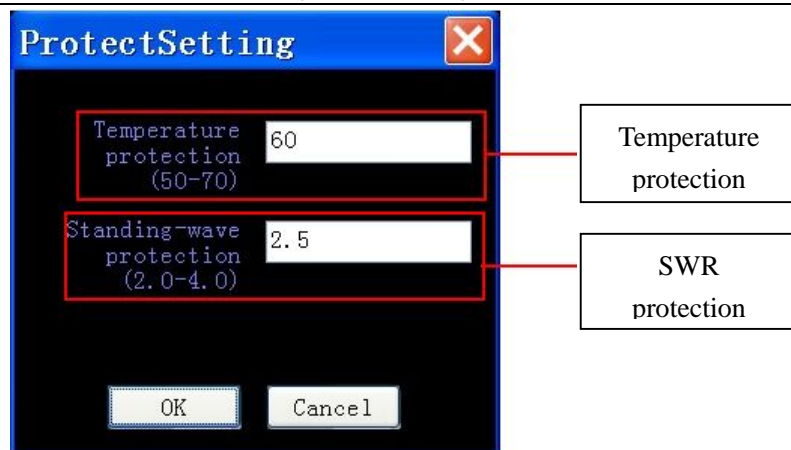 ProtectSetting
Temperature
protection
(50-70)
60
Temperature
protection
Standing-wave
protection
(2.0-4.0)
2.5
SWR
protection
OK
Cancel